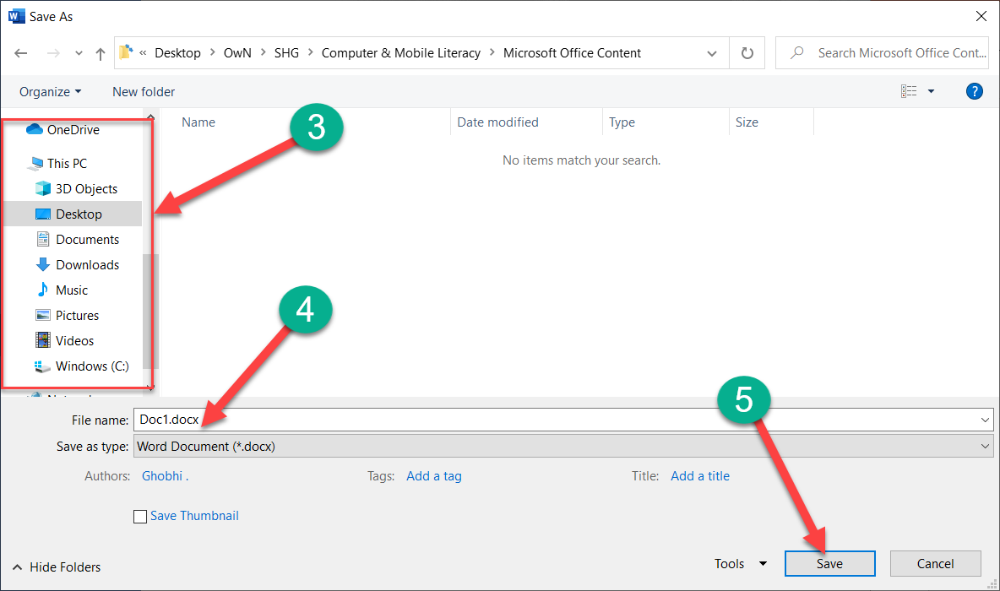 Save As
« Desktop > OwN > SHG > Computer & Mobile Literacy > Microsoft Office Content
Search Microsoft Office Cont...
Organize New folder ?
Name Date modified Type Size
No items match your search.
OneDrive
This PC
3D Objects
Desktop
Documents
Downloads
Music
Pictures
Videos
Windows (C:)
3
4
5
File name: Doc1.docx
Save as type: Word Document (*.docx)
Authors: Ghobhi . Tags: Add a tag Title: Add a title
Save Thumbnail
Hide Folders Tools Save Cancel